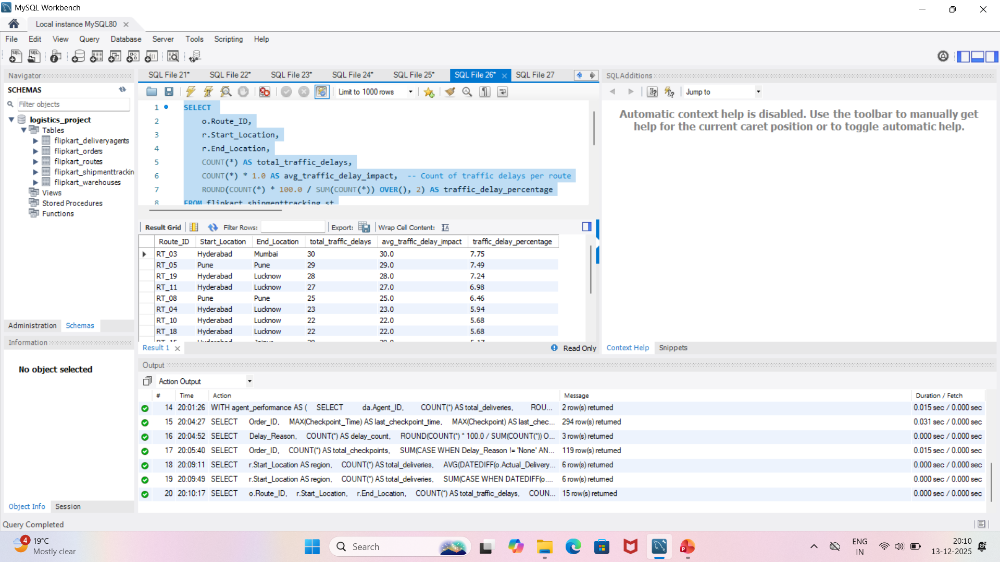 MySQL Workbench
Local instance MySQL80
File Edit View Query Database Server Tools Scripting Help
Navigator
SCHEMAS
Filter objects
logistics_project
Tables
flipkart_deliveryagents
flipkart_orders
flipkart_routes
flipkart_shipmenttrackin
flipkart_warehouses
Views
Stored Procedures
Functions
Administration Schemas
Information
No object selected
Object Info Session
SQL File 21* SQL File 22* SQL File 23* SQL File 24* SQL File 25* SQL File 26* SQL File 27
Limit to 1000 rows
1 SELECT
2 o.Route_ID,
3 r.Start_Location,
4 r.End_Location,
5 COUNT(*) AS total_traffic_delays,
6 COUNT(*) * 1.0 AS avg_traffic_delay_impact, -- Count of traffic delays per route
7 ROUND(COUNT(*) * 100.0 / SUM(COUNT(*)) OVER(), 2) AS traffic_delay_percentage
8 FROM flipkart_shipmenttracking st
Result Grid Filter Rows: Export: Wrap Cell Content:
Route_ID Start_Location End_Location total_traffic_delays avg_traffic_delay_impact traffic_delay_percentage
RT_03 Hyderabad Mumbai 30 30.0 7.75
RT_05 Pune Pune 29 29.0 7.49
RT_19 Hyderabad Lucknow 28 28.0 7.24
RT_11 Hyderabad Lucknow 27 27.0 6.98
RT_08 Pune Pune 25 25.0 6.46
RT_04 Hyderabad Lucknow 23 23.0 5.94
RT_10 Hyderabad Lucknow 22 22.0 5.68
RT_18 Hyderabad Lucknow 22 22.0 5.68
RT_15 Hyderabad Jaipur 20 20.0 5.17
Result 1 Read Only
SQLAdditions
Jump to
Automatic context help is disabled. Use the toolbar to manually get
help for the current caret position or to toggle automatic help.
Context Help Snippets
Output
Action Output
# Time Action Message Duration / Fetch
14 20:01:26 WITH agent_performance AS ( SELECT da.Agent_ID, COUNT(*) AS total_deliveries, ROU... 2 row(s) returned 0.015 sec / 0.000 sec
15 20:04:27 SELECT Order_ID, MAX(Checkpoint_Time) AS last_checkpoint_time, MAX(Checkpoint) AS last_chec... 294 row(s) returned 0.031 sec / 0.000 sec
16 20:04:52 SELECT Delay_Reason, COUNT(*) AS delay_count, ROUND(COUNT(*) * 100.0 / SUM(COUNT(*)) O... 3 row(s) returned 0.000 sec / 0.000 sec
17 20:05:40 SELECT Order_ID, COUNT(*) AS total_checkpoints, SUM(CASE WHEN Delay_Reason != 'None' AN... 119 row(s) returned 0.015 sec / 0.000 sec
18 20:09:11 SELECT r.Start_Location AS region, COUNT(*) AS total_deliveries, AVG(DATEDIFF(o.Actual_Delivery... 6 row(s) returned 0.000 sec / 0.000 sec
19 20:09:49 SELECT r.Start_Location AS region, COUNT(*) AS total_deliveries, SUM(CASE WHEN DATEDIFF(o.... 6 row(s) returned 0.000 sec / 0.000 sec
20 20:10:17 SELECT o.Route_ID, r.Start_Location, r.End_Location, COUNT(*) AS total_traffic_delays, COUN... 15 row(s) returned 0.000 sec / 0.000 sec
Query Completed
4
19°C
Mostly clear
Search
ENG
IN
20:10
13-12-2025